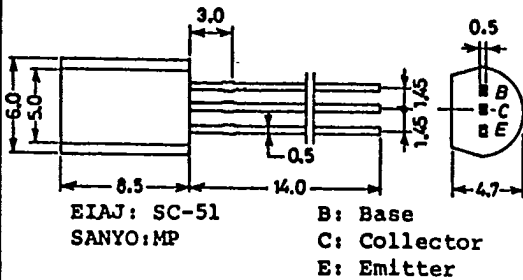 3.0
0.5
6.0
5.0
1.45
1.45
B
C
E
0.5
8.5
14.0
4.7
EIAJ: SC-51
SANYO:MP
B: Base
C: Collector
E: Emitter